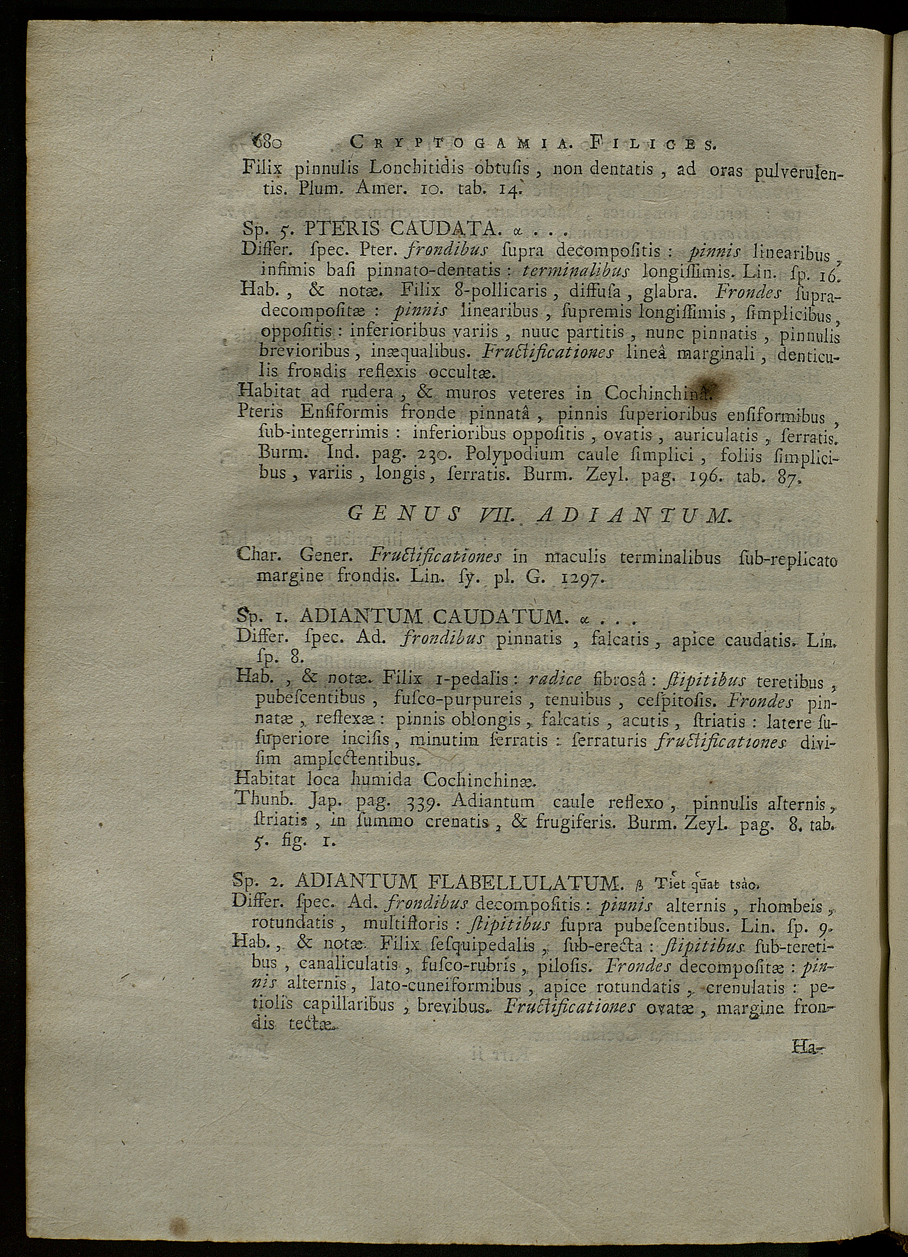 680 CRYPTOGAMIA. FILICES.
Filix pinnulis Lonchitidis obtuſis , non dentatis , ad oras pulverulen-
tis. Plum. Amer. 10. tab. 14.
Sp. 5. PTERIS CAUDATA. α . . .
Differ. ſpec. Pter. frondibus ſupra decompoſitis : pinnis linearibus ,
infimis baſi pinnato-dentatis : terminalibus longiſſimis. Lin. ſp. 16.
Hab. , & notæ. Filix 8-pollicaris , diffuſa , glabra. Frondes ſupra-
decompoſitæ : pinnis linearibus , ſupremis longiſſimis , ſimplicibus ,
oppoſitis : inferioribus variis , nuuc partitis , nunc pinnatis , pinnulis
brevioribus , inæqualibus. Fructificationes lineâ marginali , denticu-
lis frondis reflexis occultæ.
Habitat ad rudera , & muros veteres in Cochinchinâ.
Pteris Enſiformis fronde pinnatâ , pinnis ſuperioribus enſiformibus ,
ſub-integerrimis : inferioribus oppoſitis , ovatis , auriculatis , ſerratis.
Burm. Ind. pag. 230. Polypodium caule ſimplici , foliis ſimplici-
bus , variis , longis , ſerratis. Burm. Zeyl. pag. 196. tab. 87.
GENUS VII. ADIANTUM.
Char. Gener. Fructificationes in maculis terminalibus ſub-replicato
margine frondis. Lin. ſy. pl. G. 1297.
Sp. 1. ADIANTUM CAUDATUM. α . . .
Differ. ſpec. Ad. frondibus pinnatis , falcatis , apice caudatis. Lin.
ſp. 8.
Hab. , & notæ. Filix 1-pedalis : radice fibroſâ : ſtipitibus teretibus ,
pubeſcentibus , fuſco-purpureis , tenuibus , ceſpitoſis. Frondes pin-
natæ , reflexæ : pinnis oblongis , falcatis , acutis , ſtriatis : latere ſu-
ſuperiore inciſis , minutim ſerratis : ſerraturis fructificationes divi-
ſim amplectentibus.
Habitat loca humida Cochinchinæ.
Thunb. Jap. pag. 339. Adiantum caule reflexo , pinnulis alternis ,
ſtriatis , in ſummo crenatis , & frugiferis. Burm. Zeyl. pag. 8. tab.
5. fig. 1.
Sp. 2. ADIANTUM FLABELLULATUM. β Tiết quăat tsào.
Differ. ſpec. Ad. frondibus decompoſitis : pinnis alternis , rhombeis ,
rotundatis , multifloris : ſtipitibus ſupra pubeſcentibus. Lin. ſp. 9.
Hab. , & notæ. Filix ſeſquipedalis , ſub-erecta : ſtipitibus ſub-tereti-
bus , canaliculatis , fuſco-rubris , piloſis. Frondes decompoſitæ : pin-
nis alternis , lato-cuneiformibus , apice rotundatis , crenulatis : pe-
tiolis capillaribus , brevibus. Fructificationes ovatæ , margine fron-
dis tectæ.
Ha-